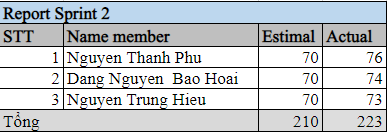 Report Sprint 2
STT Name member Estimal Actual
1 Nguyen Thanh Phu 70 76
2 Dang Nguyen Bao Hoai 70 74
3 Nguyen Trung Hieu 70 73
Tổng 210 223